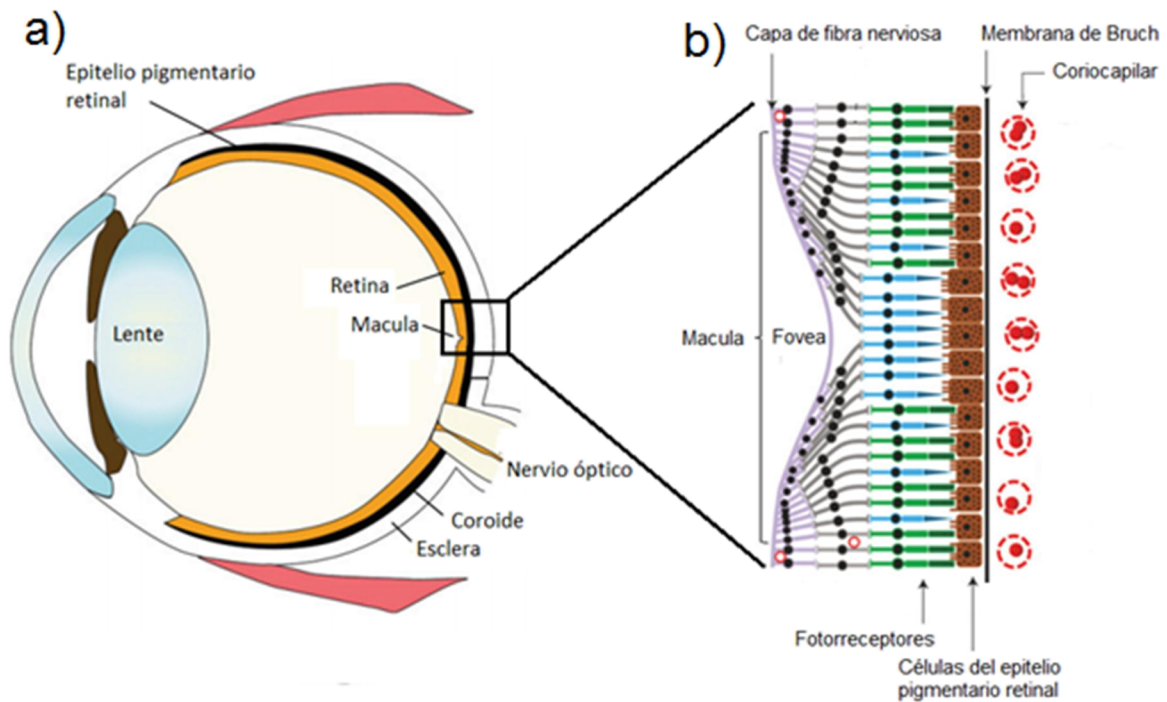 a)
Epitelio pigmentario
retinal
Retina
Macula
Lente
Nervio óptico
Coroide
Esclera
b)
Capa de fibra nerviosa
Membrana de Bruch
Coriocapilar
Macula
Fovea
Fotorreceptores
Células del epitelio
pigmentario retinal